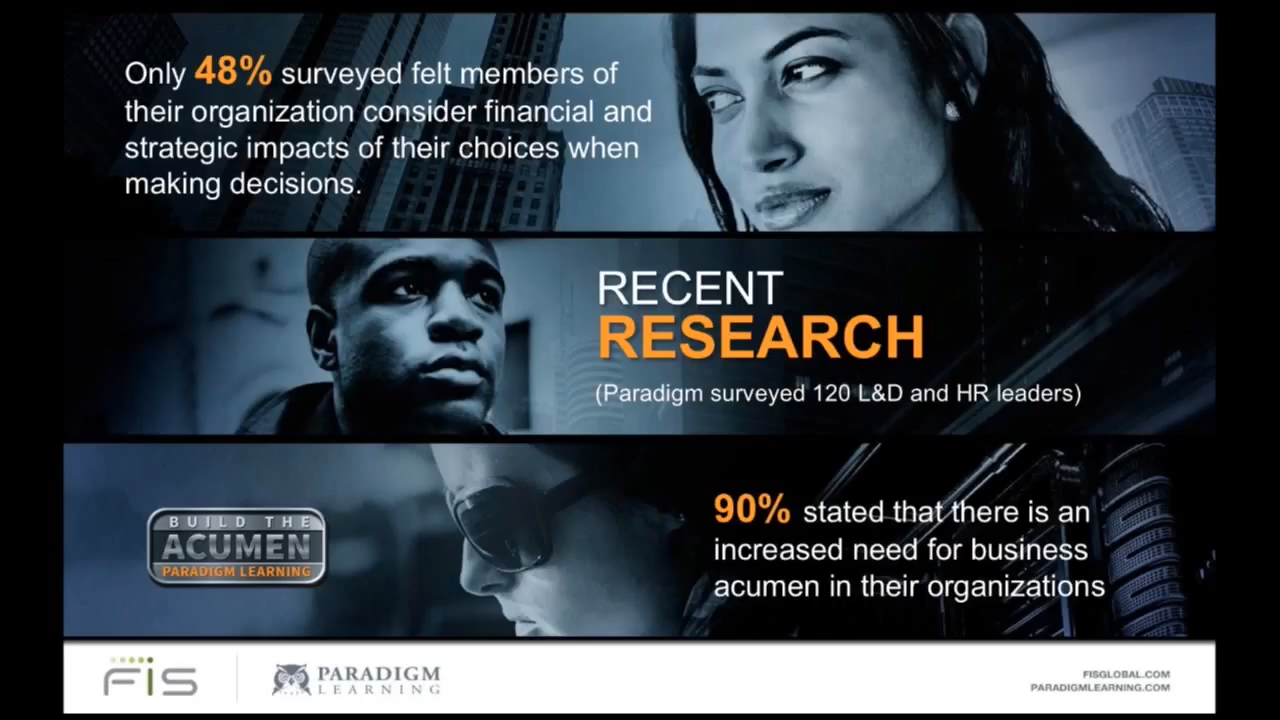 Only 48% surveyed felt members of
their organization consider financial and
strategic impacts of their choices when
making decisions.
RECENT
RESEARCH
(Paradigm surveyed 120 L&D and HR leaders)
BUILD THE
ACUMEN
PARADIGM LEARNING
90% stated that there is an
increased need for business
acumen in their organizations
FIS
PARADIGM
LEARNING
FISGLOBAL.COM
PARADIGMLEARNING.COM